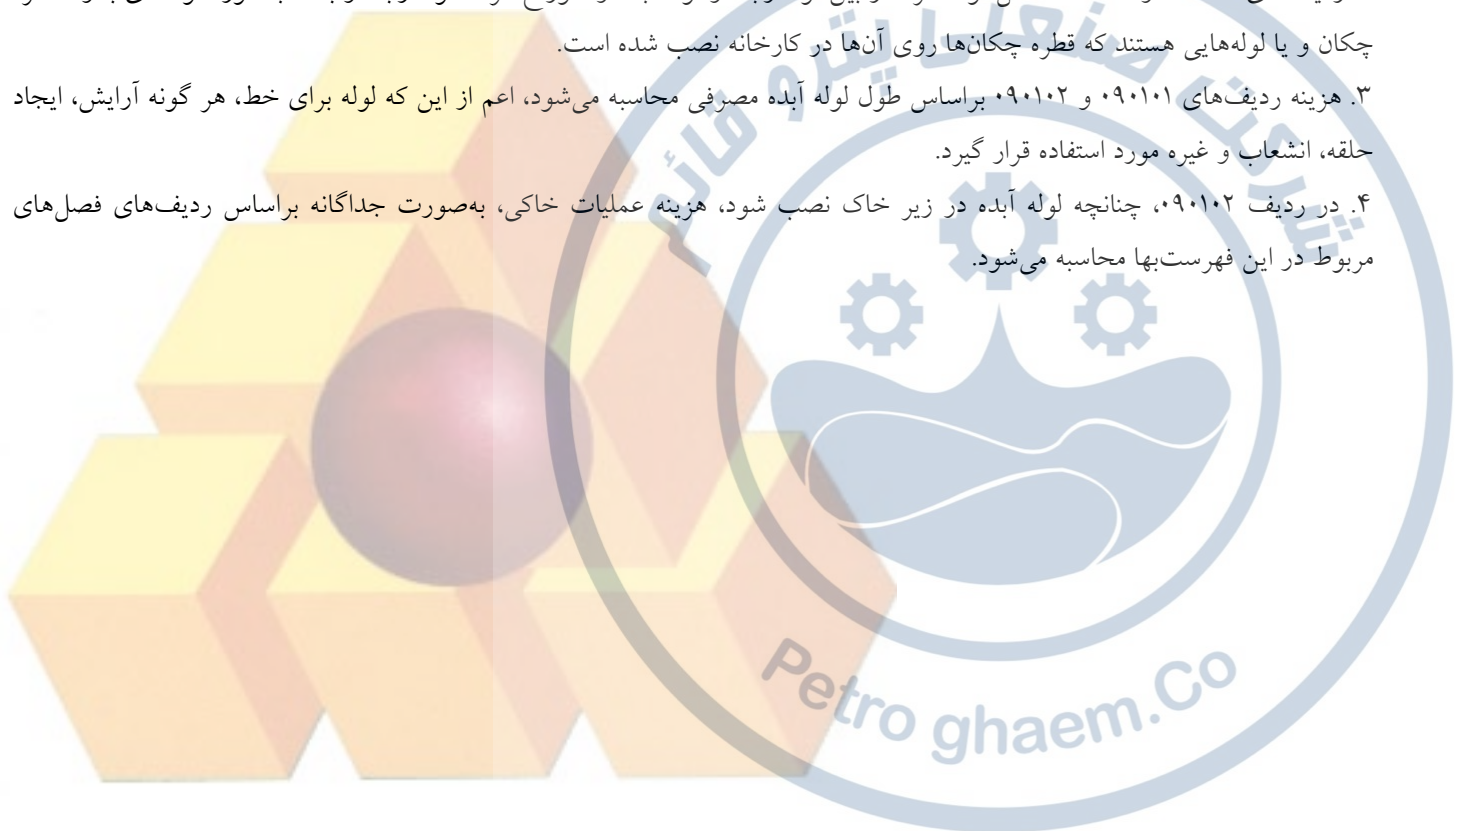 چکان و یا لوله‌هایی هستند که قطره چکان‌ها روی آن‌ها در کارخانه نصب شده است.
۳. هزینه ردیف‌های ۰۹۰۱۰۱ و ۰۹۰۱۰۲ براساس طول لوله آبده مصرفی محاسبه می‌شود، اعم از این که لوله برای خط، هر گونه آرایش، ایجاد
حلقه، انشعاب و غیره مورد استفاده قرار گیرد.
۴. در ردیف ۰۹۰۱۰۲، چنانچه لوله آبده در زیر خاک نصب شود، هزینه عملیات خاکی، به‌صورت جداگانه براساس ردیف‌های فصل‌های
مربوط در این فهرست‌بها محاسبه می‌شود.
شرکت صنعتی پترو قائم
Petro ghaem.Co